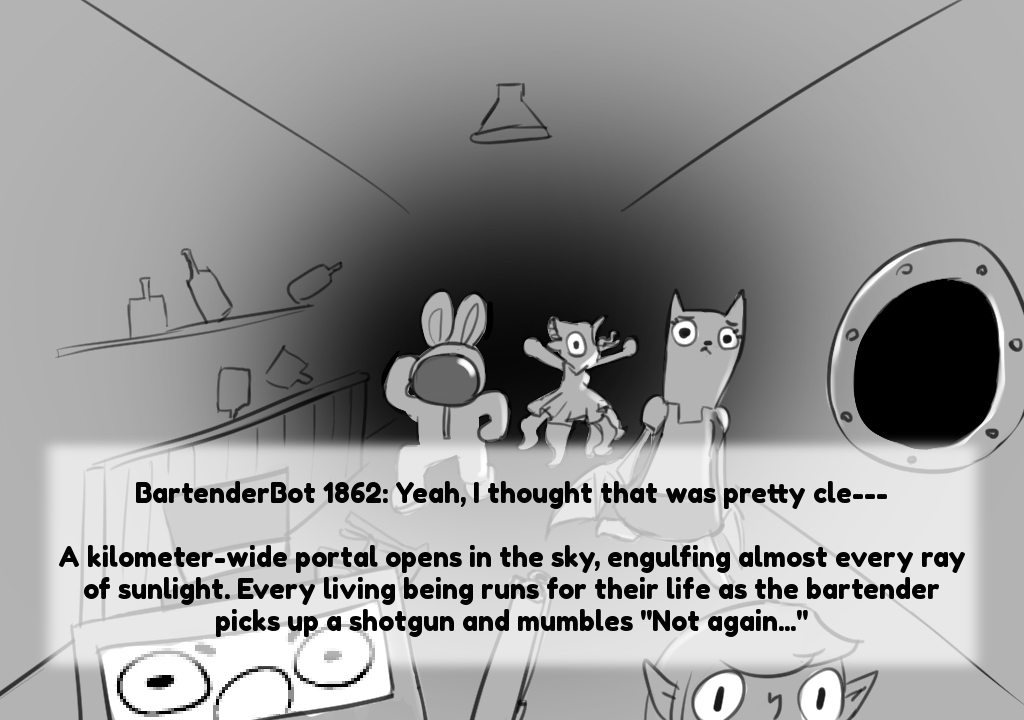 BartenderBot 1862: Yeah, I thought that was pretty cle---
A kilometer-wide portal opens in the sky, engulfing almost every ray
of sunlight. Every living being runs for their life as the bartender
picks up a shotgun and mumbles "Not again..."